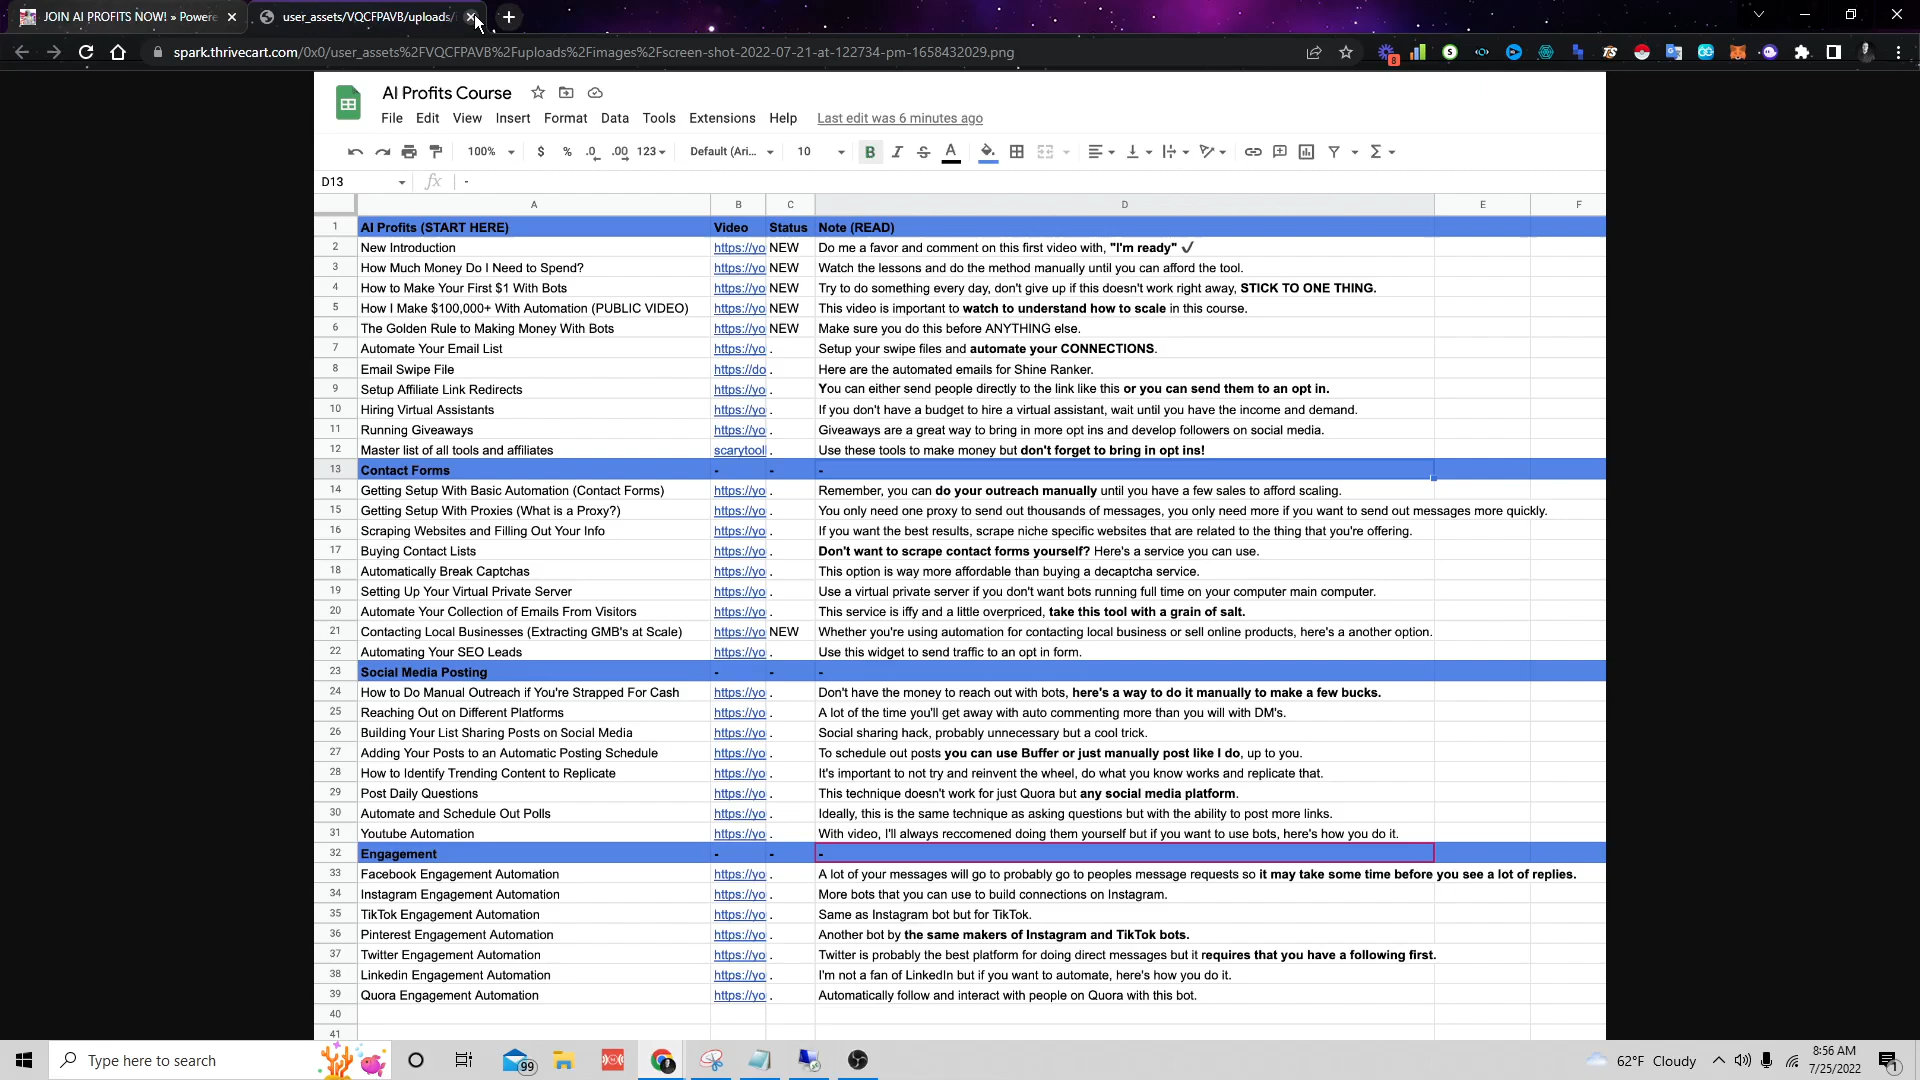 JOIN AI PROFITS NOW! » Powere
user_assets/VQCFPAVB/uploads/
spark.thrivecart.com/0x0/user_assets%2FVQCFPAVB%2Fuploads%2Fimages%2Fscreen-shot-2022-07-21-at-122734-pm-1658432029.png
AI Profits Course
File Edit View Insert Format Data Tools Extensions Help Last edit was 6 minutes ago
100% $ % .0 .00 123 Default (Ari... 10 B I S A
D13 fx -
A B C D E F
1 AI Profits (START HERE) Video Status Note (READ)
2 New Introduction https://yo NEW Do me a favor and comment on this first video with, "I'm ready" ✓
3 How Much Money Do I Need to Spend? https://yo NEW Watch the lessons and do the method manually until you can afford the tool.
4 How to Make Your First $1 With Bots https://yo NEW Try to do something every day, don't give up if this doesn't work right away, STICK TO ONE THING.
5 How I Make $100,000+ With Automation (PUBLIC VIDEO) https://yo NEW This video is important to watch to understand how to scale in this course.
6 The Golden Rule to Making Money With Bots https://yo NEW Make sure you do this before ANYTHING else.
7 Automate Your Email List https://yo . Setup your swipe files and automate your CONNECTIONS.
8 Email Swipe File https://do . Here are the automated emails for Shine Ranker.
9 Setup Affiliate Link Redirects https://yo . You can either send people directly to the link like this or you can send them to an opt in.
10 Hiring Virtual Assistants https://yo . If you don't have a budget to hire a virtual assistant, wait until you have the income and demand.
11 Running Giveaways https://yo . Giveaways are a great way to bring in more opt ins and develop followers on social media.
12 Master list of all tools and affiliates scarytool . Use these tools to make money but don't forget to bring in opt ins!
13 Contact Forms - - -
14 Getting Setup With Basic Automation (Contact Forms) https://yo . Remember, you can do your outreach manually until you have a few sales to afford scaling.
15 Getting Setup With Proxies (What is a Proxy?) https://yo . You only need one proxy to send out thousands of messages, you only need more if you want to send out messages more quickly.
16 Scraping Websites and Filling Out Your Info https://yo . If you want the best results, scrape niche specific websites that are related to the thing that you're offering.
17 Buying Contact Lists https://yo . Don't want to scrape contact forms yourself? Here's a service you can use.
18 Automatically Break Captchas https://yo . This option is way more affordable than buying a decaptcha service.
19 Setting Up Your Virtual Private Server https://yo . Use a virtual private server if you don't want bots running full time on your computer main computer.
20 Automate Your Collection of Emails From Visitors https://yo . This service is iffy and a little overpriced, take this tool with a grain of salt.
21 Contacting Local Businesses (Extracting GMB's at Scale) https://yo NEW Whether you're using automation for contacting local business or sell online products, here's a another option.
22 Automating Your SEO Leads https://yo . Use this widget to send traffic to an opt in form.
23 Social Media Posting - - -
24 How to Do Manual Outreach if You're Strapped For Cash https://yo . Don't have the money to reach out with bots, here's a way to do it manually to make a few bucks.
25 Reaching Out on Different Platforms https://yo . A lot of the time you'll get away with auto commenting more than you will with DM's.
26 Building Your List Sharing Posts on Social Media https://yo . Social sharing hack, probably unnecessary but a cool trick.
27 Adding Your Posts to an Automatic Posting Schedule https://yo . To schedule out posts you can use Buffer or just manually post like I do, up to you.
28 How to Identify Trending Content to Replicate https://yo . It's important to not try and reinvent the wheel, do what you know works and replicate that.
29 Post Daily Questions https://yo . This technique doesn't work for just Quora but any social media platform.
30 Automate and Schedule Out Polls https://yo . Ideally, this is the same technique as asking questions but with the ability to post more links.
31 Youtube Automation https://yo . With video, I'll always reccomened doing them yourself but if you want to use bots, here's how you do it.
32 Engagement - - -
33 Facebook Engagement Automation https://yo . A lot of your messages will go to probably go to peoples message requests so it may take some time before you see a lot of replies.
34 Instagram Engagement Automation https://yo . More bots that you can use to build connections on Instagram.
35 TikTok Engagement Automation https://yo . Same as Instagram bot but for TikTok.
36 Pinterest Engagement Automation https://yo . Another bot by the same makers of Instagram and TikTok bots.
37 Twitter Engagement Automation https://yo . Twitter is probably the best platform for doing direct messages but it requires that you have a following first.
38 Linkedin Engagement Automation https://yo . I'm not a fan of LinkedIn but if you want to automate, here's how you do it.
39 Quora Engagement Automation https://yo . Automatically follow and interact with people on Quora with this bot.
40
41
Type here to search 99 62°F Cloudy 8:56 AM
7/25/2022